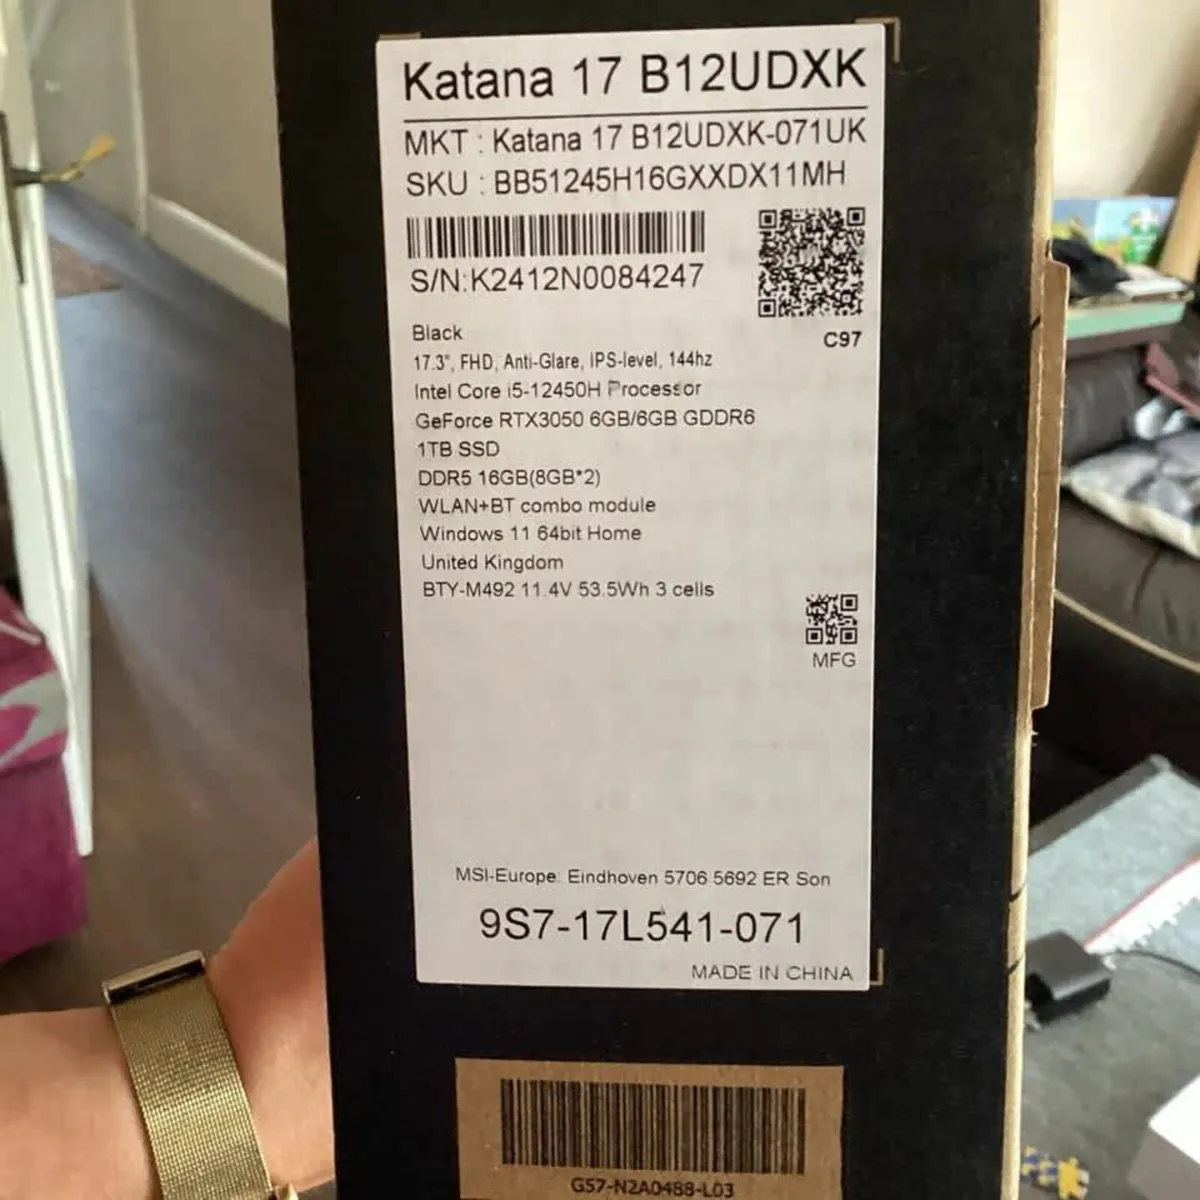 Katana 17 B12UDXK
MKT : Katana 17 B12UDXK-071UK
SKU : BB51245H16GXXDX11MH
S/N:K2412N0084247
C97
Black
17.3", FHD, Anti-Glare, IPS-level, 144hz
Intel Core i5-12450H Processor
GeForce RTX3050 6GB/6GB GDDR6
1TB SSD
DDR5 16GB(8GB*2)
WLAN+BT combo module
Windows 11 64bit Home
United Kingdom
BTY-M492 11.4V 53.5Wh 3 cells
MFG
MSI-Europe: Eindhoven 5706 5692 ER Son
9S7-17L541-071
MADE IN CHINA
G57-N2A0488-L03